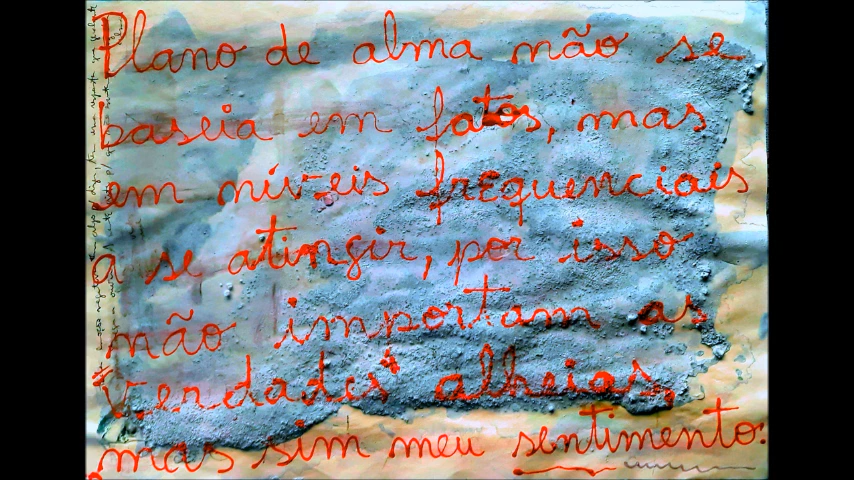 Plano de alma não se
baseia em fatos, mas
em níveis frequenciais
a se atingir, por isso
não importam as
"verdades" alheias,
mas sim meu sentimento.